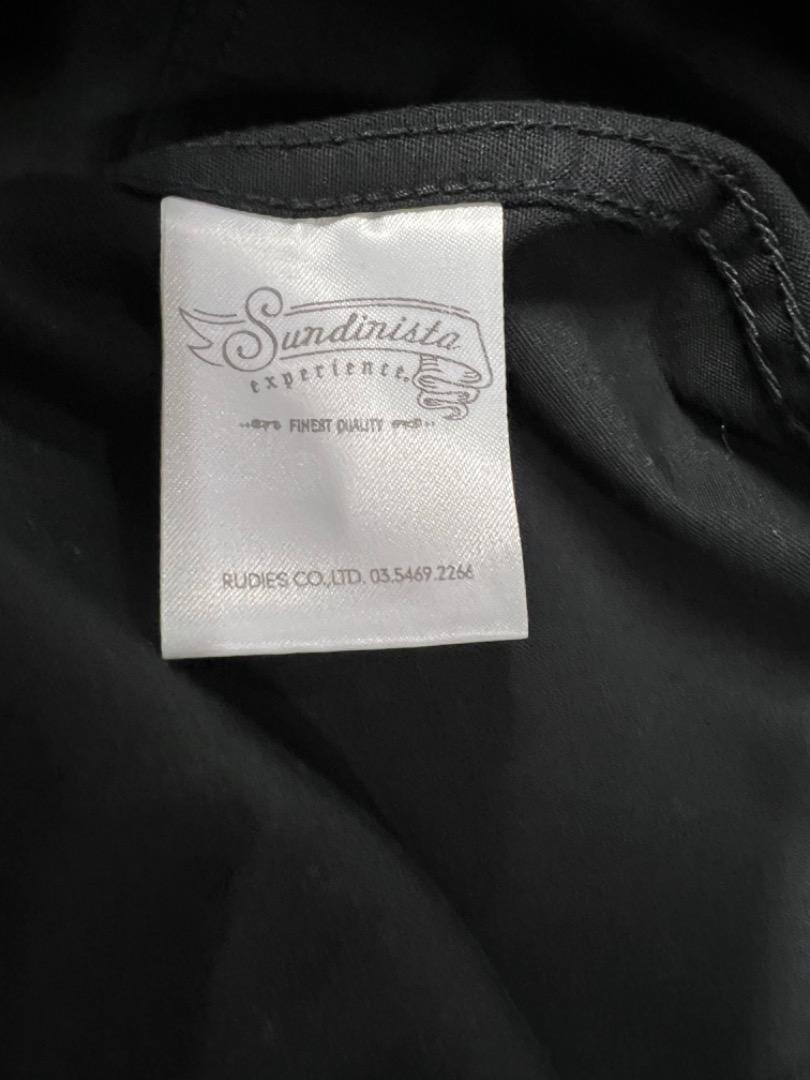 Sundinista
experience.
FINEST QUALITY
RUDIES CO.,LTD. 03.5469.2266